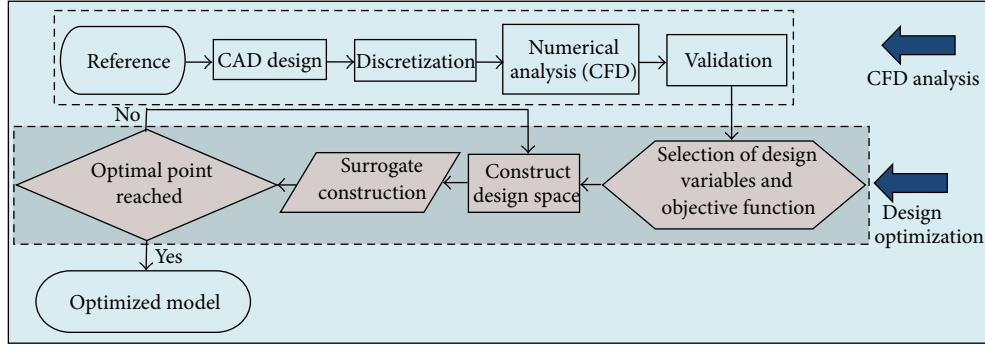 Reference
CAD design
Discretization
Numerical
analysis (CFD)
Validation
CFD analysis
No
Optimal point
reached
Surrogate
construction
Construct
design space
Selection of design
variables and
objective function
Design
optimization
Yes
Optimized model